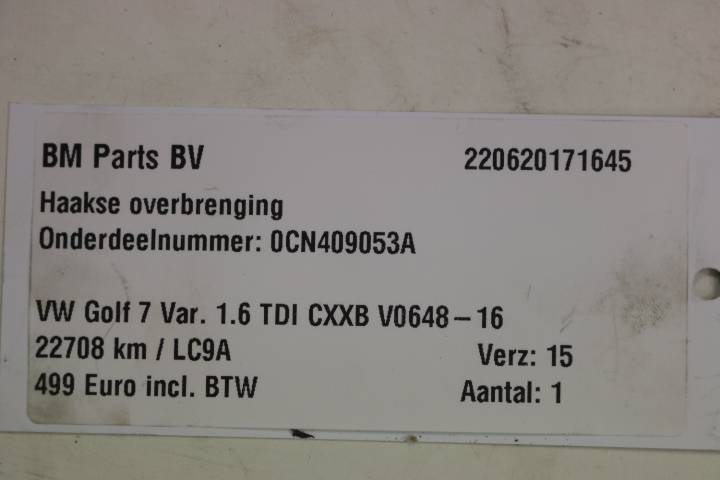 BM Parts BV 220620171645
Haakse overbrenging
Onderdeelnummer: 0CN409053A
VW Golf 7 Var. 1.6 TDI CXXB V0648-16
22708 km / LC9A Verz: 15
499 Euro incl. BTW Aantal: 1